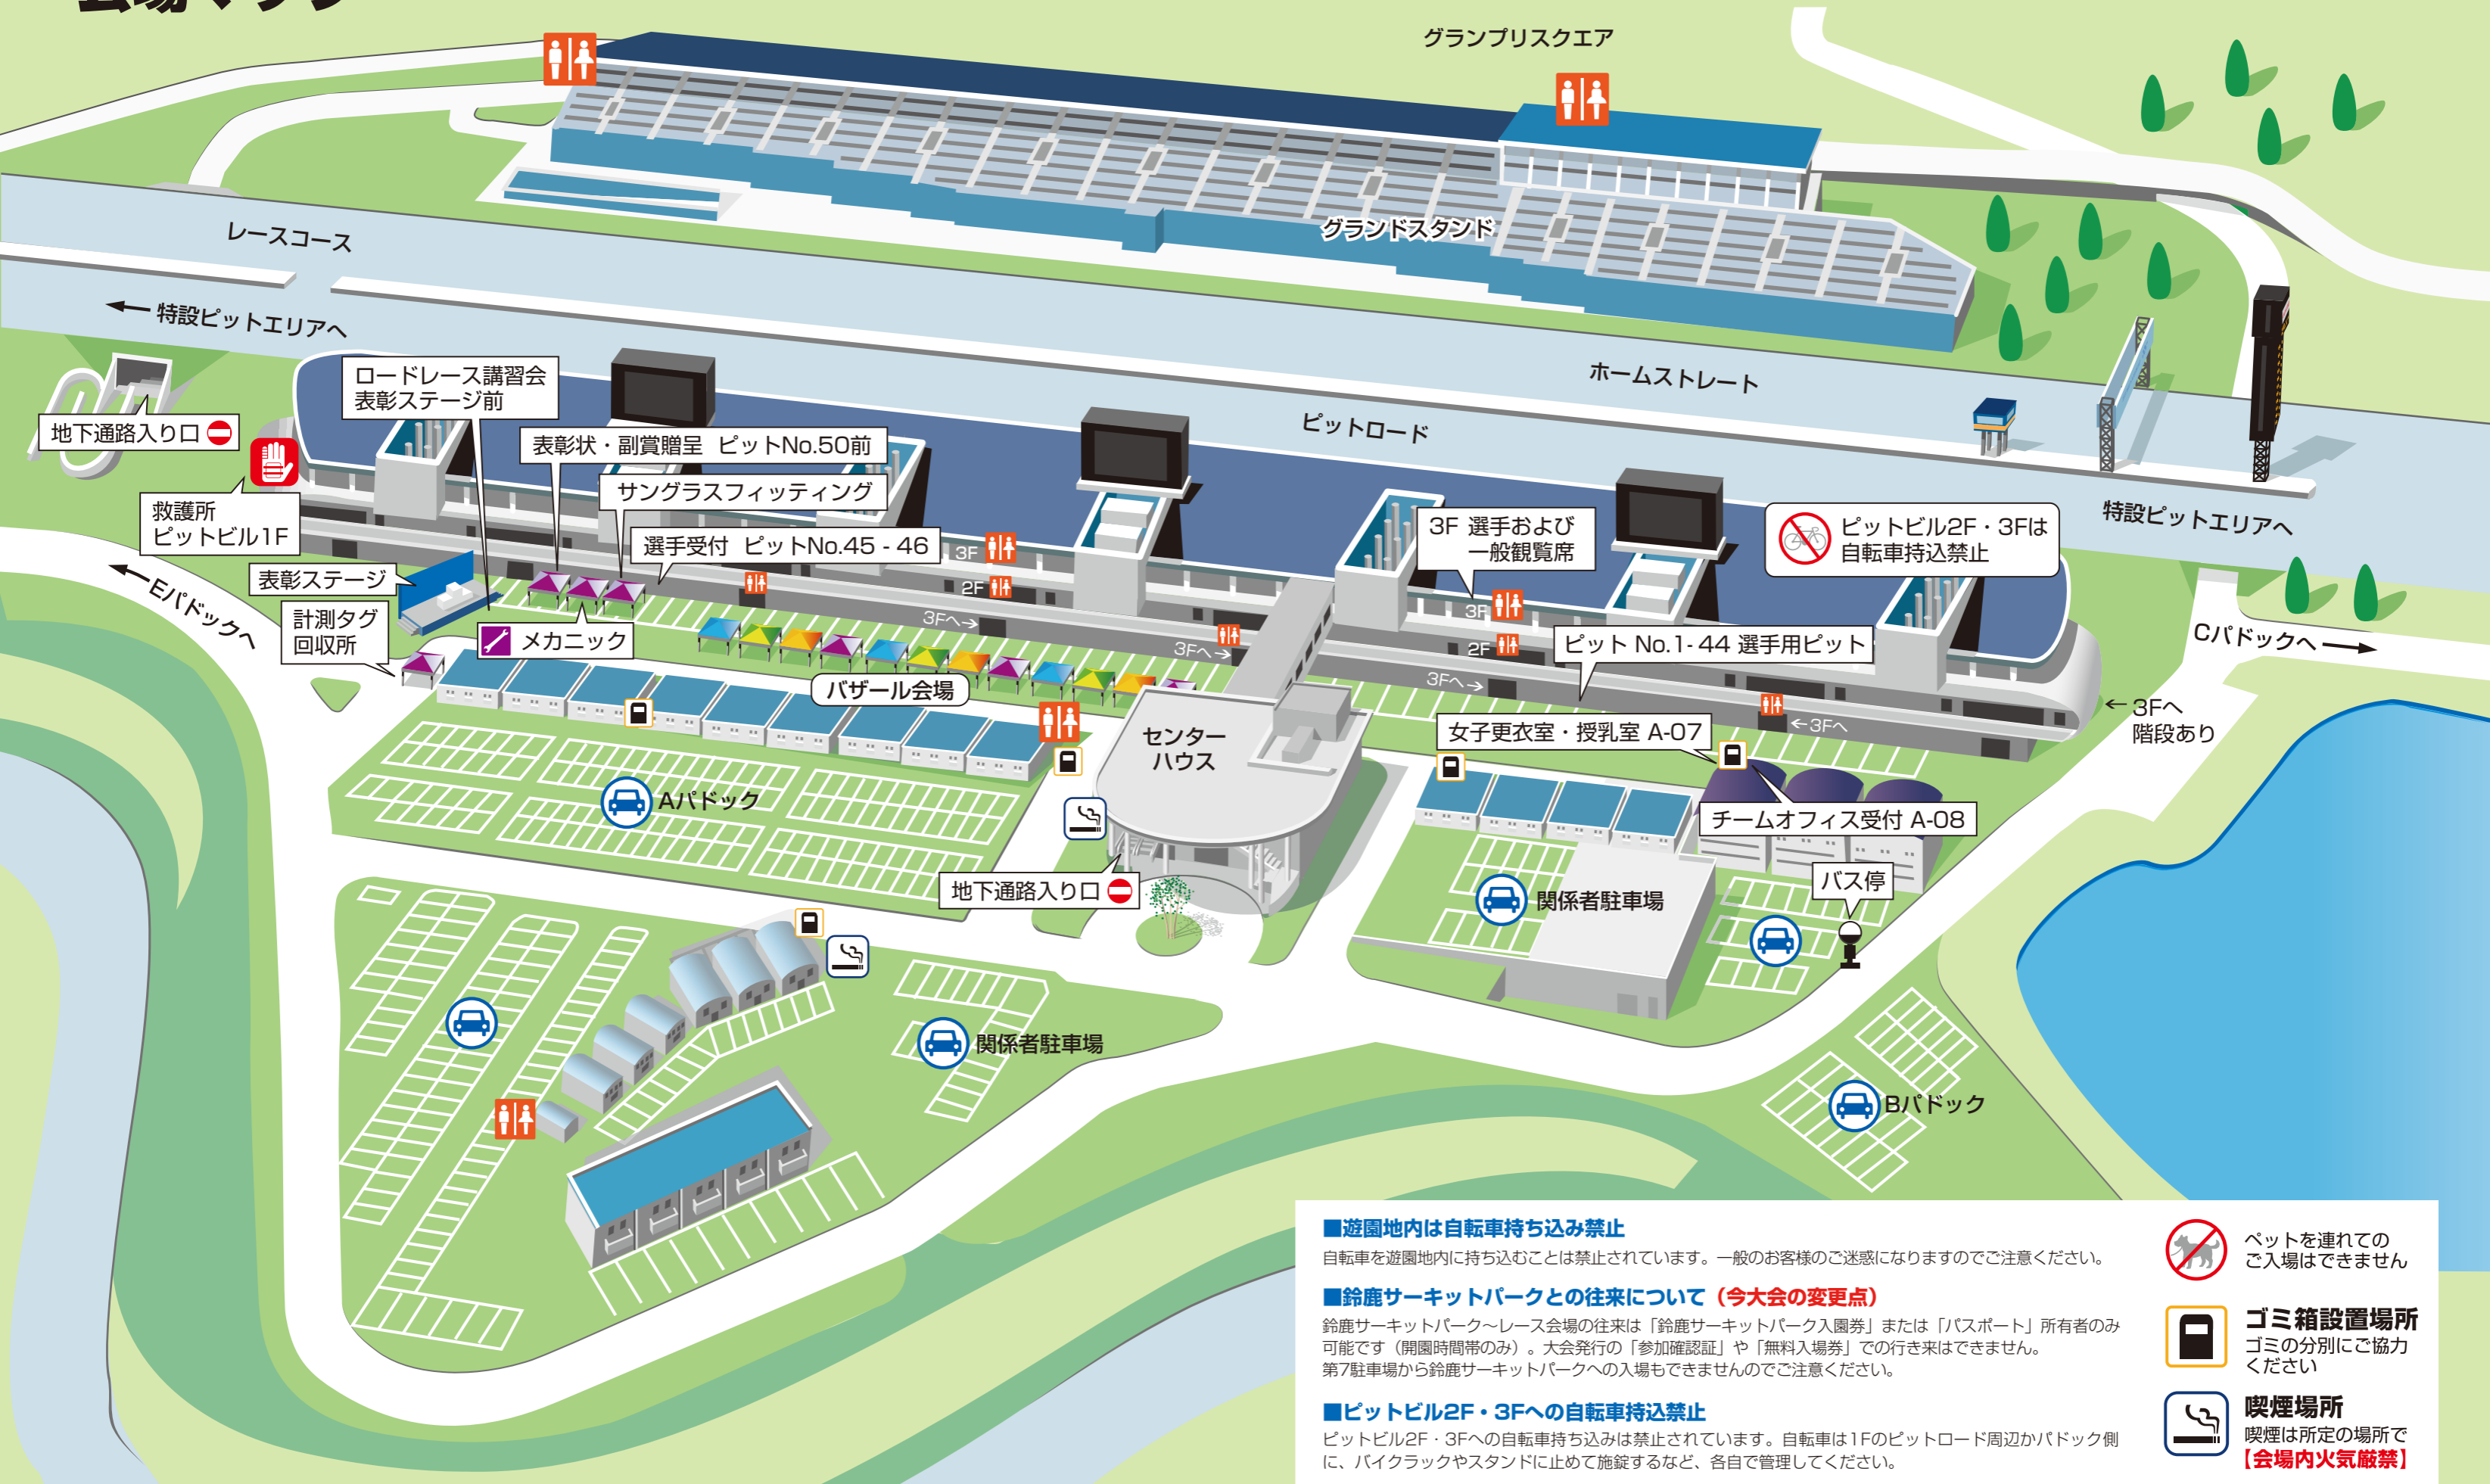 グランプリスクエア
グランドスタンド
レースコース
特設ピットエリアへ
ホームストレート
ピットロード
ロードレース講習会
表彰ステージ前
地下通路入り口
表彰状・副賞贈呈 ピットNo.50前
サングラスフィッティング
選手受付 ピットNo.45 - 46
救護所
ピットビル1F
3F 選手および
一般観覧席
ピットビル2F・3Fは
自転車持込禁止
特設ピットエリアへ
3F
2F
表彰ステージ
Eパドックへ
計測タグ
回収所
メカニック
3Fへ→
3Fへ→
3F
2F
3Fへ→
ピット No.1- 44 選手用ピット
Cパドックへ
バザール会場
←3Fへ
←3Fへ
階段あり
センター
ハウス
女子更衣室・授乳室 A-07
Aパドック
チームオフィス受付 A-08
地下通路入り口
関係者駐車場
バス停
関係者駐車場
Bパドック
■遊園地内は自転車持ち込み禁止
自転車を遊園地内に持ち込むことは禁止されています。一般のお客様のご迷惑になりますのでご注意ください。
■鈴鹿サーキットパークとの往来について（今大会の変更点）
鈴鹿サーキットパーク～レース会場の往来は「鈴鹿サーキットパーク入園券」または「パスポート」所有者のみ
可能です（開園時間帯のみ）。大会発行の「参加確認証」や「無料入場券」での行き来はできません。
第7駐車場から鈴鹿サーキットパークへの入場もできませんのでご注意ください。
■ピットビル2F・3Fへの自転車持込禁止
ピットビル2F・3Fへの自転車持ち込みは禁止されています。自転車は1Fのピットロード周辺かパドック側
に、バイクラックやスタンドに止めて施錠するなど、各自で管理してください。
ペットを連れての
ご入場はできません
ゴミ箱設置場所
ゴミの分別にご協力
ください
喫煙場所
喫煙は所定の場所で
【会場内火気厳禁】